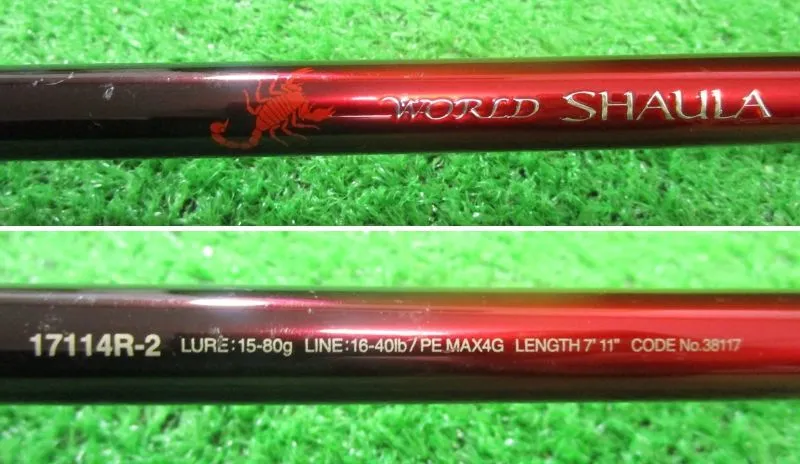 WORLD SHAULA
17114R-2 LURE:15-80g LINE:16-40lb/PE MAX4G LENGTH 7'11" CODE No.38117